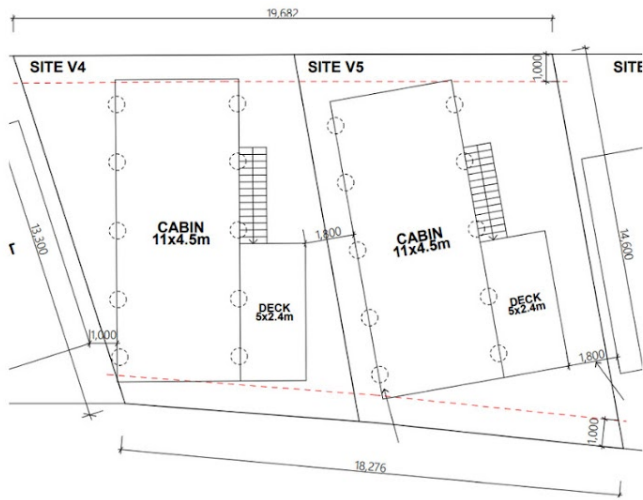 19,682
SITE V4
SITE V5
SITE
1,000
CABIN
11x4.5m
CABIN
11x4.5m
13,300
1,800
14,600
DECK
5x2.4m
DECK
5x2.4m
1,000
1,800
1,000
18,276